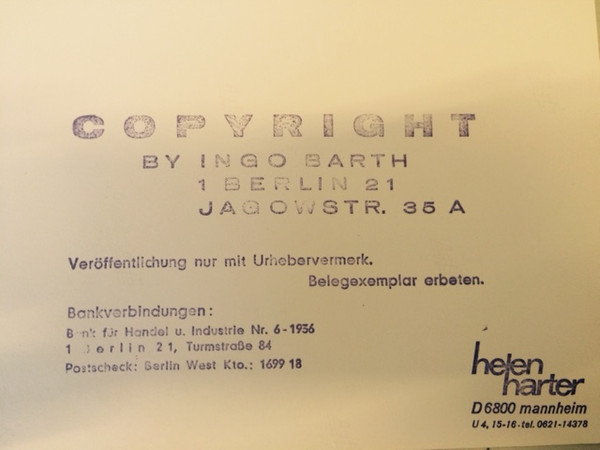 COPYRIGHT
BY INGO BARTH
1 BERLIN 21
JAGOWSTR. 35 A
Veröffentlichung nur mit Urhebervermerk.
Belegexemplar erbeten.
Bankverbindungen:
Bank für Handel u. Industrie Nr. 6-1936
1 Berlin 21, Turmstraße 84
Postscheck: Berlin West Kto.: 1699 18
helen
harter
D 6800 mannheim
U 4, 15-16 · tel. 0621-14378